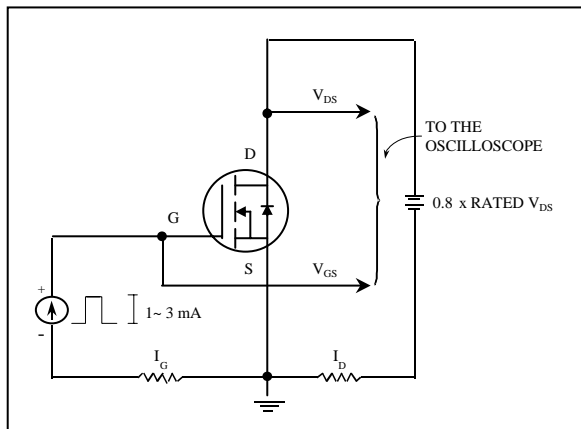 V_DS
TO THE
OSCILLOSCOPE
D
0.8 x RATED V_DS
G
S
V_GS
+
1~ 3 mA
-
I_G
I_D